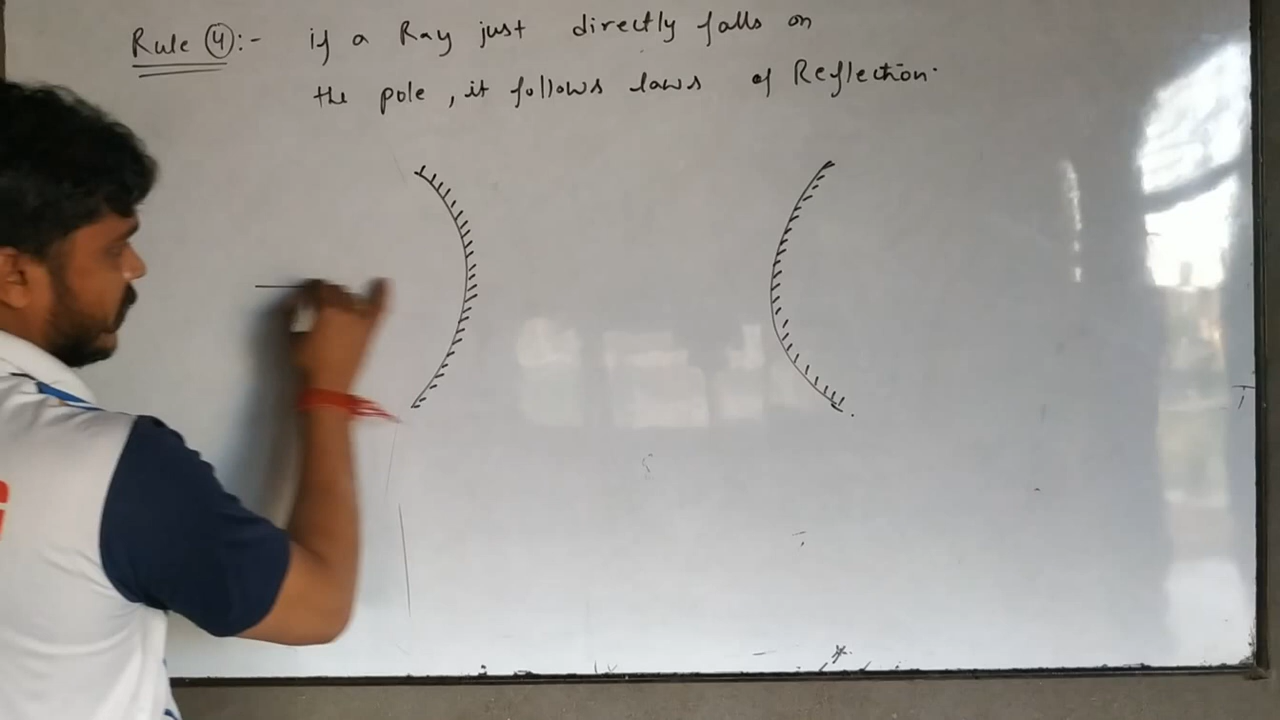 Rule ④:- if a Ray just directly falls on
the pole, it follows laws of Reflection.